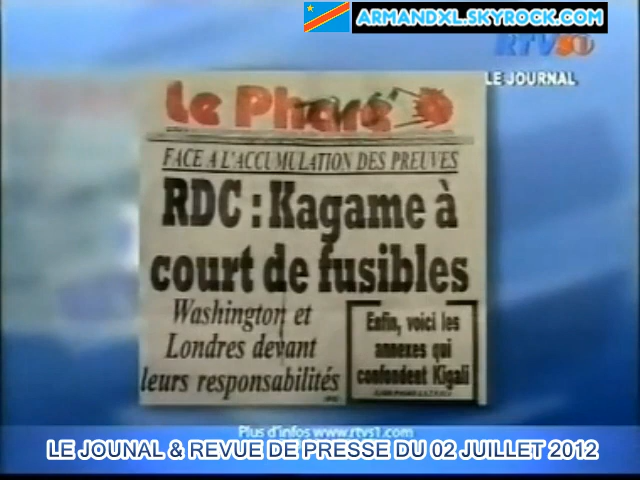 ARMANDXL.SKYROCK.COM
RTVS1
LE JOURNAL
Le Phare
FACE A L'ACCUMULATION DES PREUVES
RDC : Kagame à
court de fusibles
Washington et
Londres devant
leurs responsabilités
Enfin, voici les
annexes qui
confondent Kigali
Plus d'infos www.rtvs1.com
LE JOUNAL & REVUE DE PRESSE DU 02 JUILLET 2012